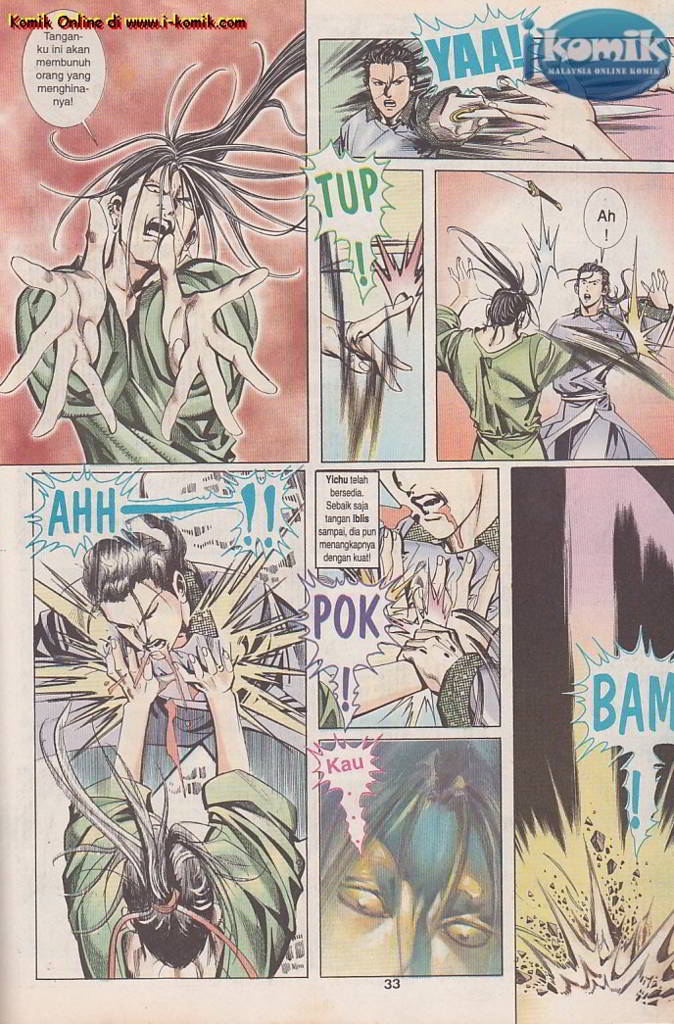 Komik Online di www.i-komik.com
Tangan-
ku ini akan
membunuh
orang yang
menghina-
nya!
ikomik
MALAYSIA ONLINE KOMIK
YAA!
TUP
!
Ah
!
AHH — !!
Yichu telah
bersedia.
Sebaik saja
tangan Iblis
sampai, dia pun
menangkapnya
dengan kuat!
POK
!
Kau
BAM
!
33